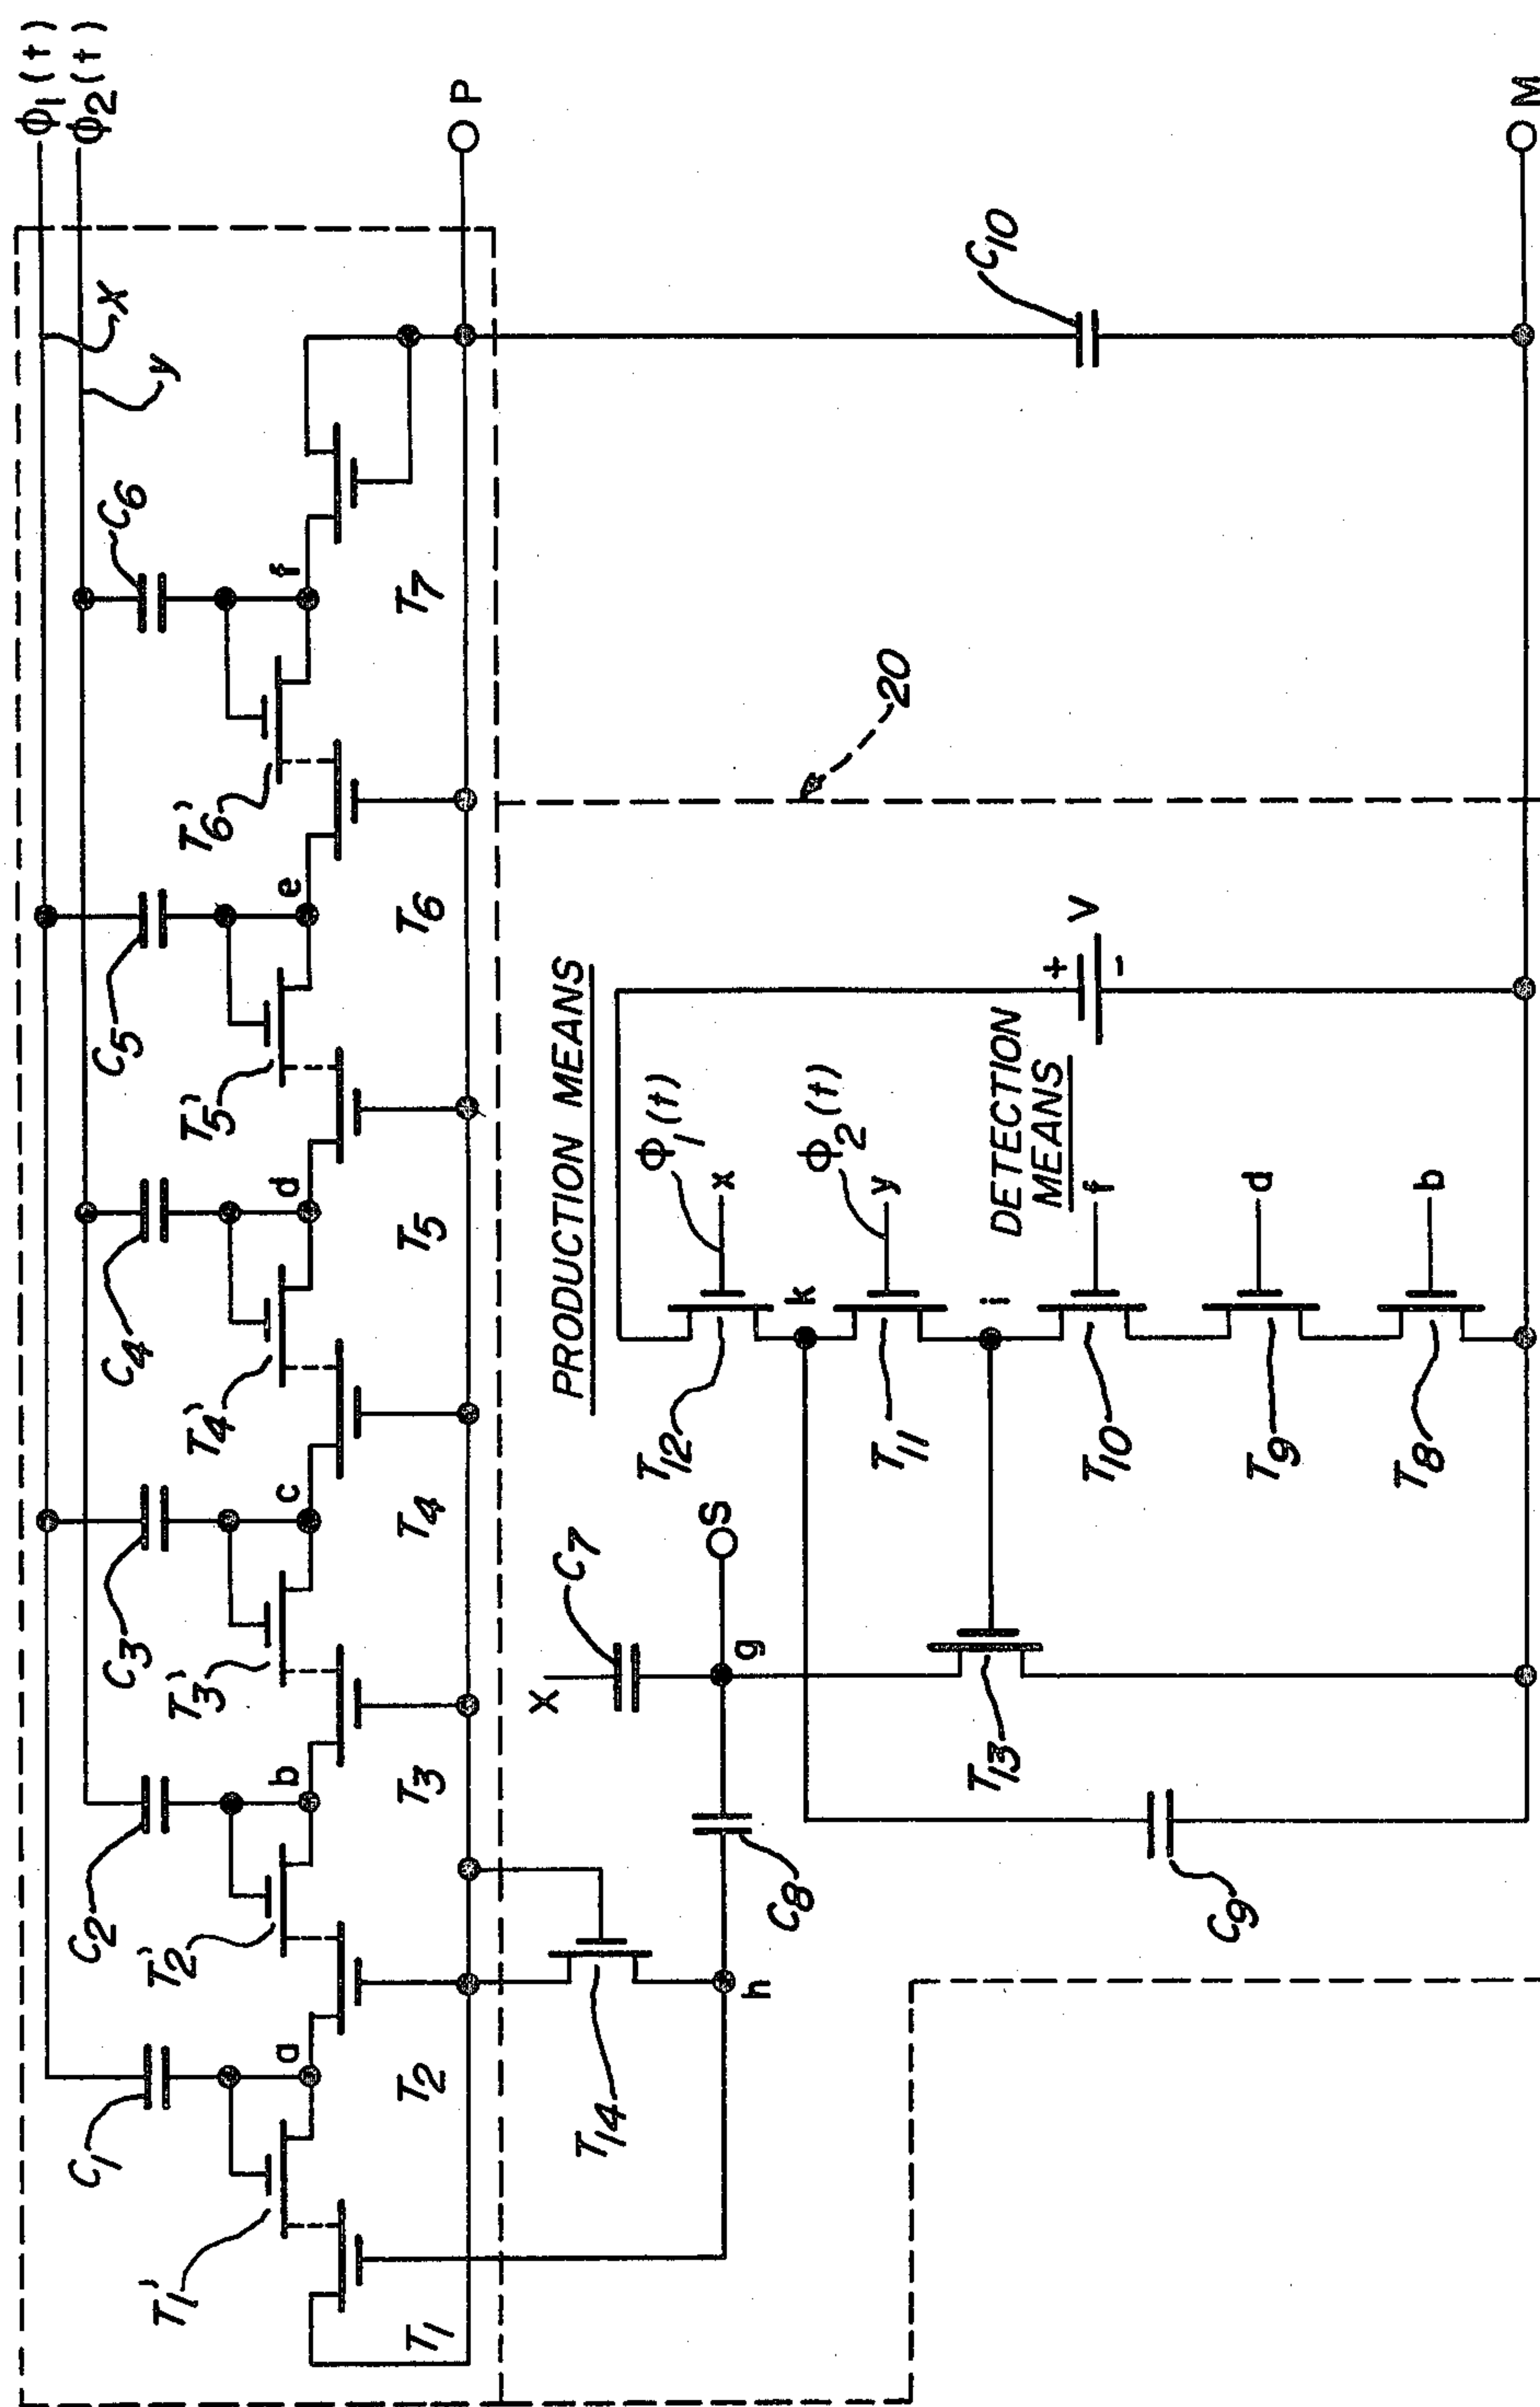 ϕ1(t)
ϕ2(t)
X
y
P
M
C1
C2
C3
C4
C5
C6
T1'
T2'
T3'
T4'
T5'
T6'
a
b
c
d
e
f
T1
T2
T3
T4
T5
T6
T7
C10
20
PRODUCTION MEANS
X
C7
S
g
T14
h
C8
T12
ϕ1(t)
x
k
T11
ϕ2(t)
y
i
DETECTION
MEANS
T13
T10
f
T9
d
T8
b
+
V
-
C9